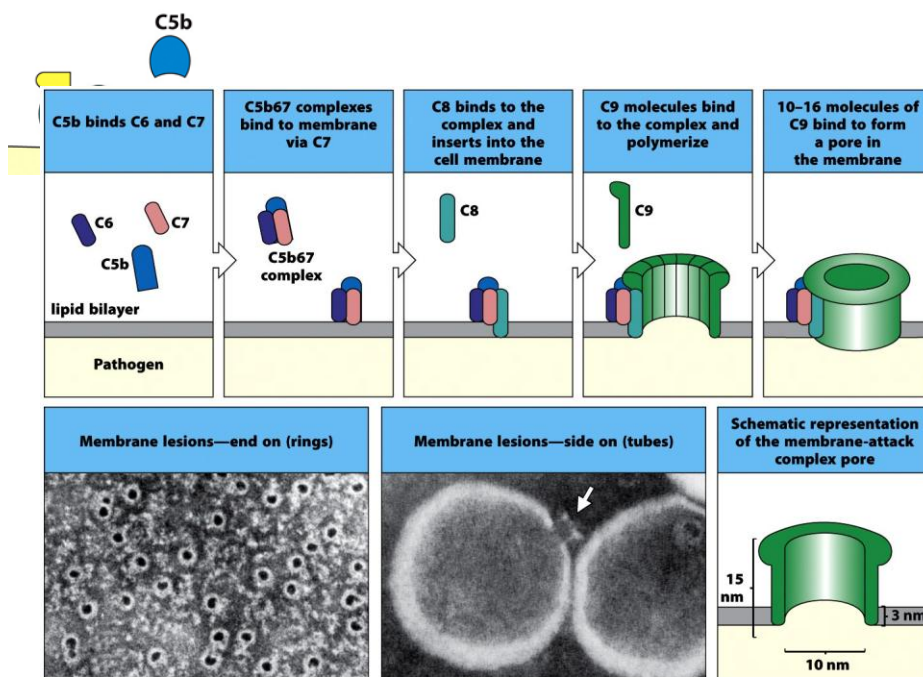 C5b
C5b binds C6 and C7
C5b67 complexes
bind to membrane
via C7
C8 binds to the
complex and
inserts into the
cell membrane
C9 molecules bind
to the complex and
polymerize
10–16 molecules of
C9 bind to form
a pore in
the membrane
C6
C7
C5b
lipid bilayer
Pathogen
C5b67
complex
C8
C9
Membrane lesions—end on (rings)
Membrane lesions—side on (tubes)
Schematic representation
of the membrane-attack
complex pore
15
nm
3 nm
10 nm